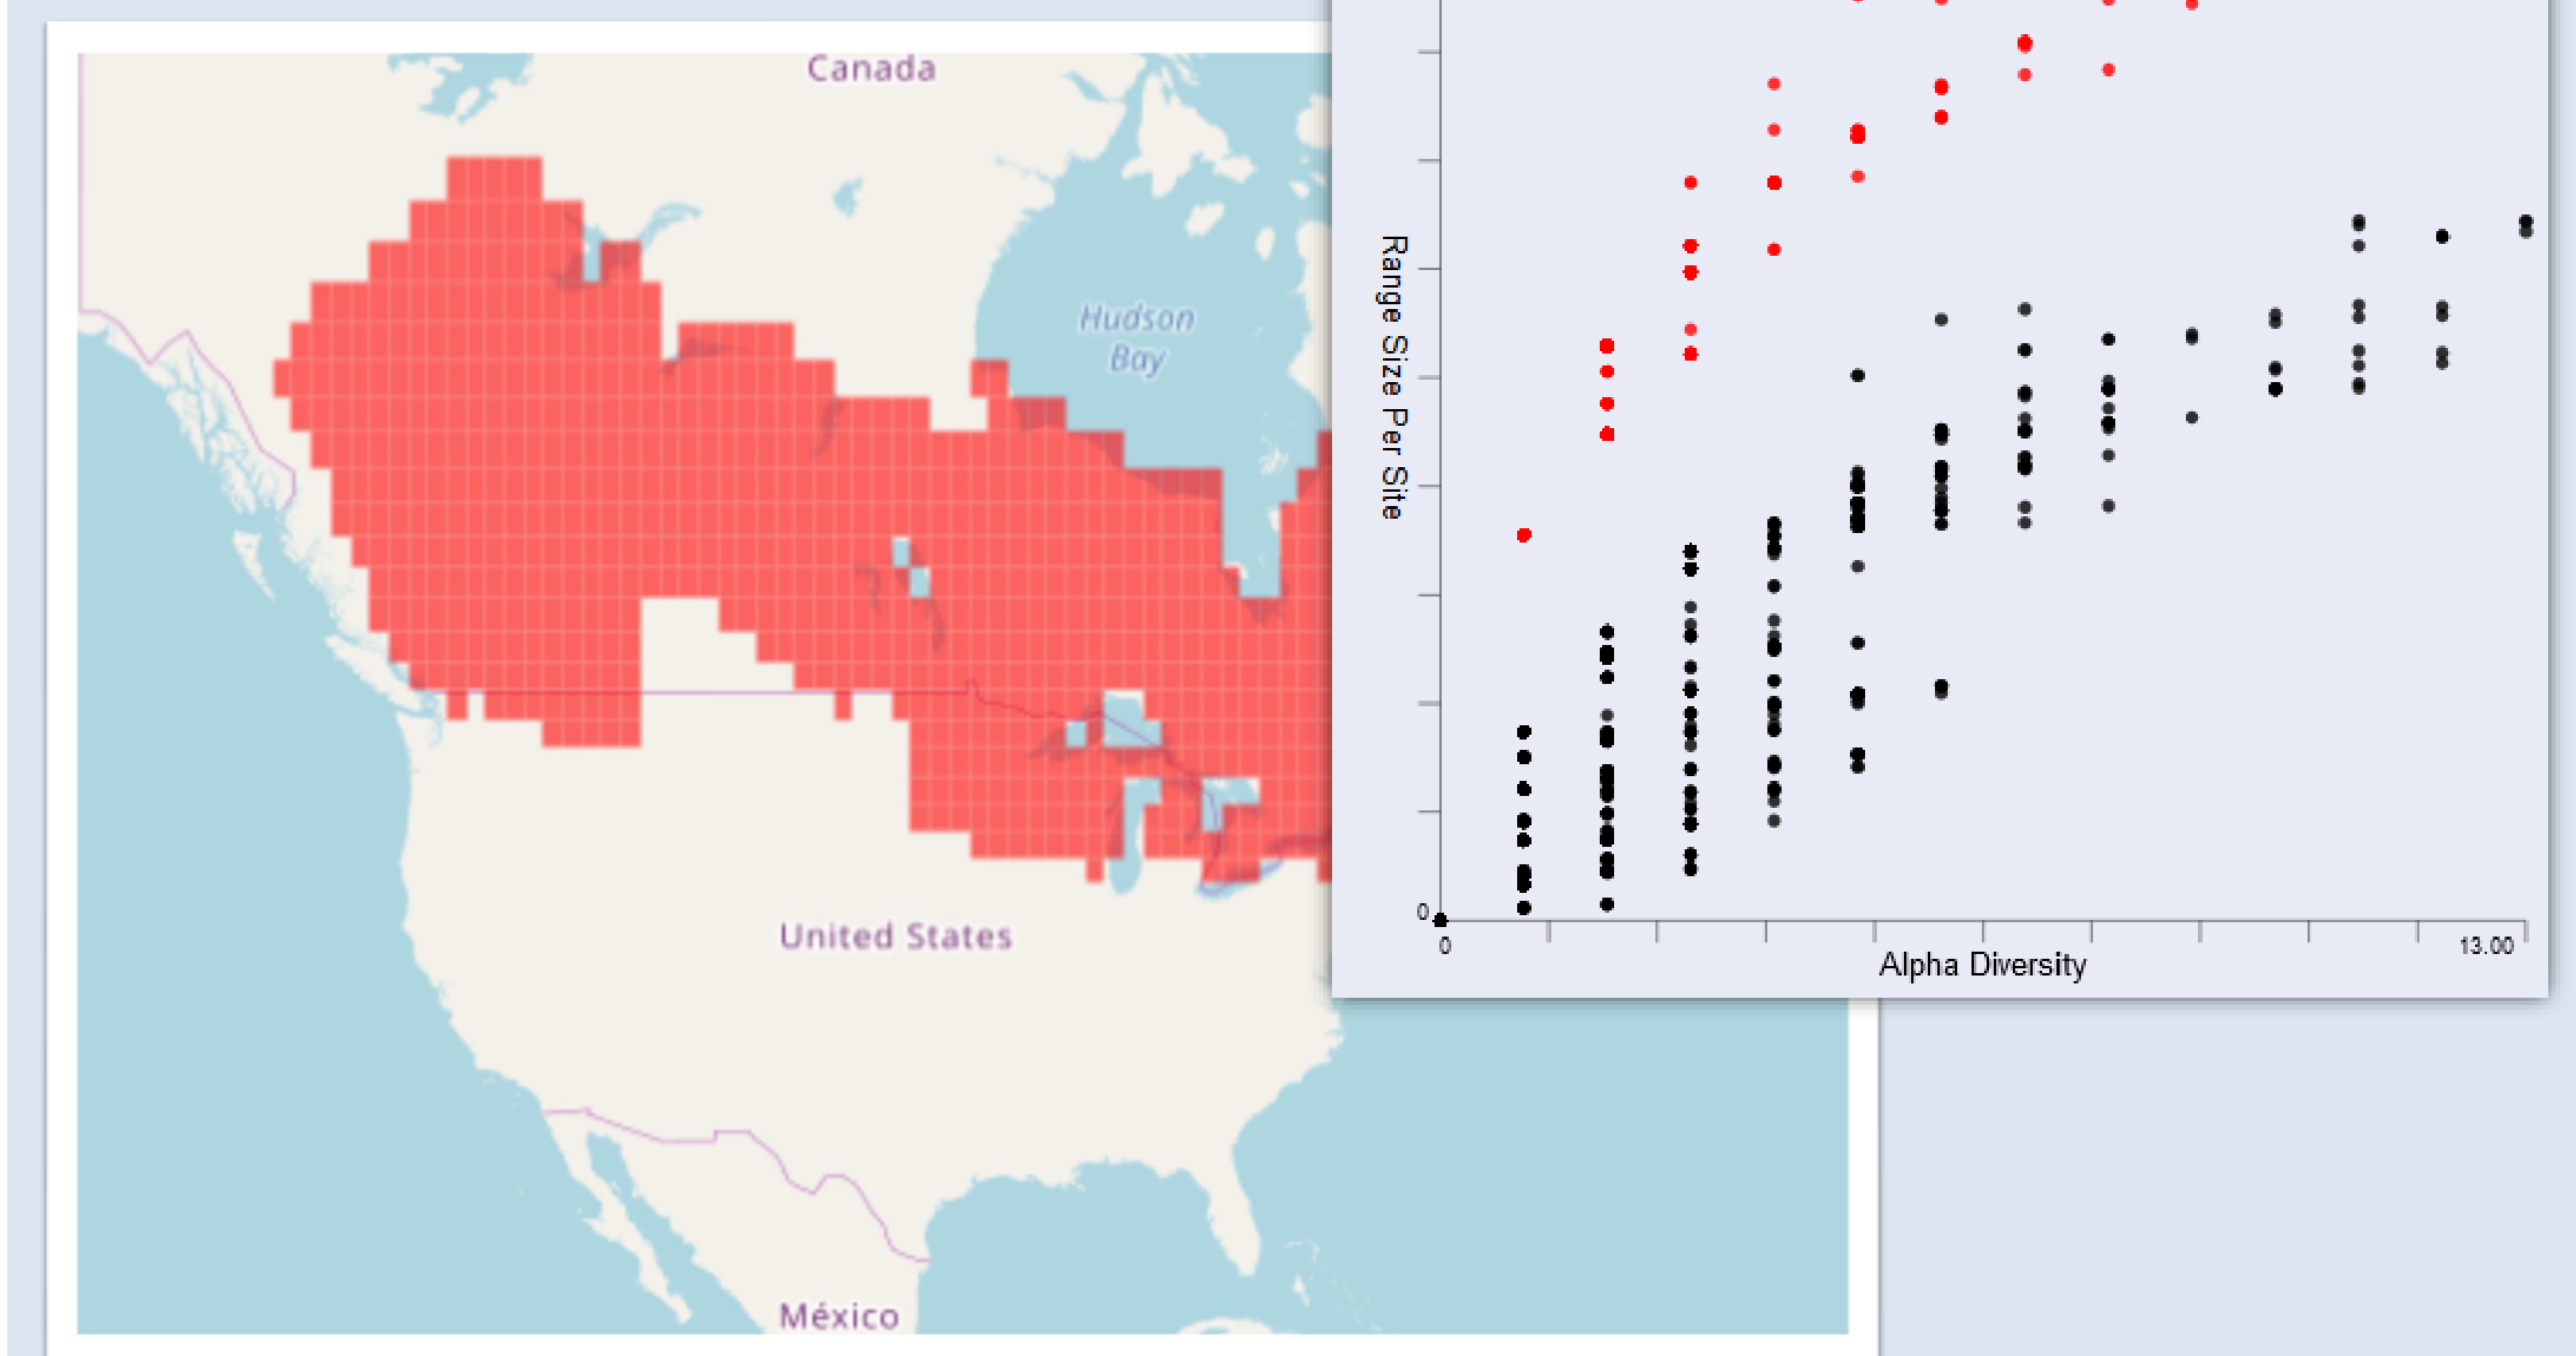 Canada
Hudson
Bay
United States
México
Range Size Per Site
0
0
13.00
Alpha Diversity